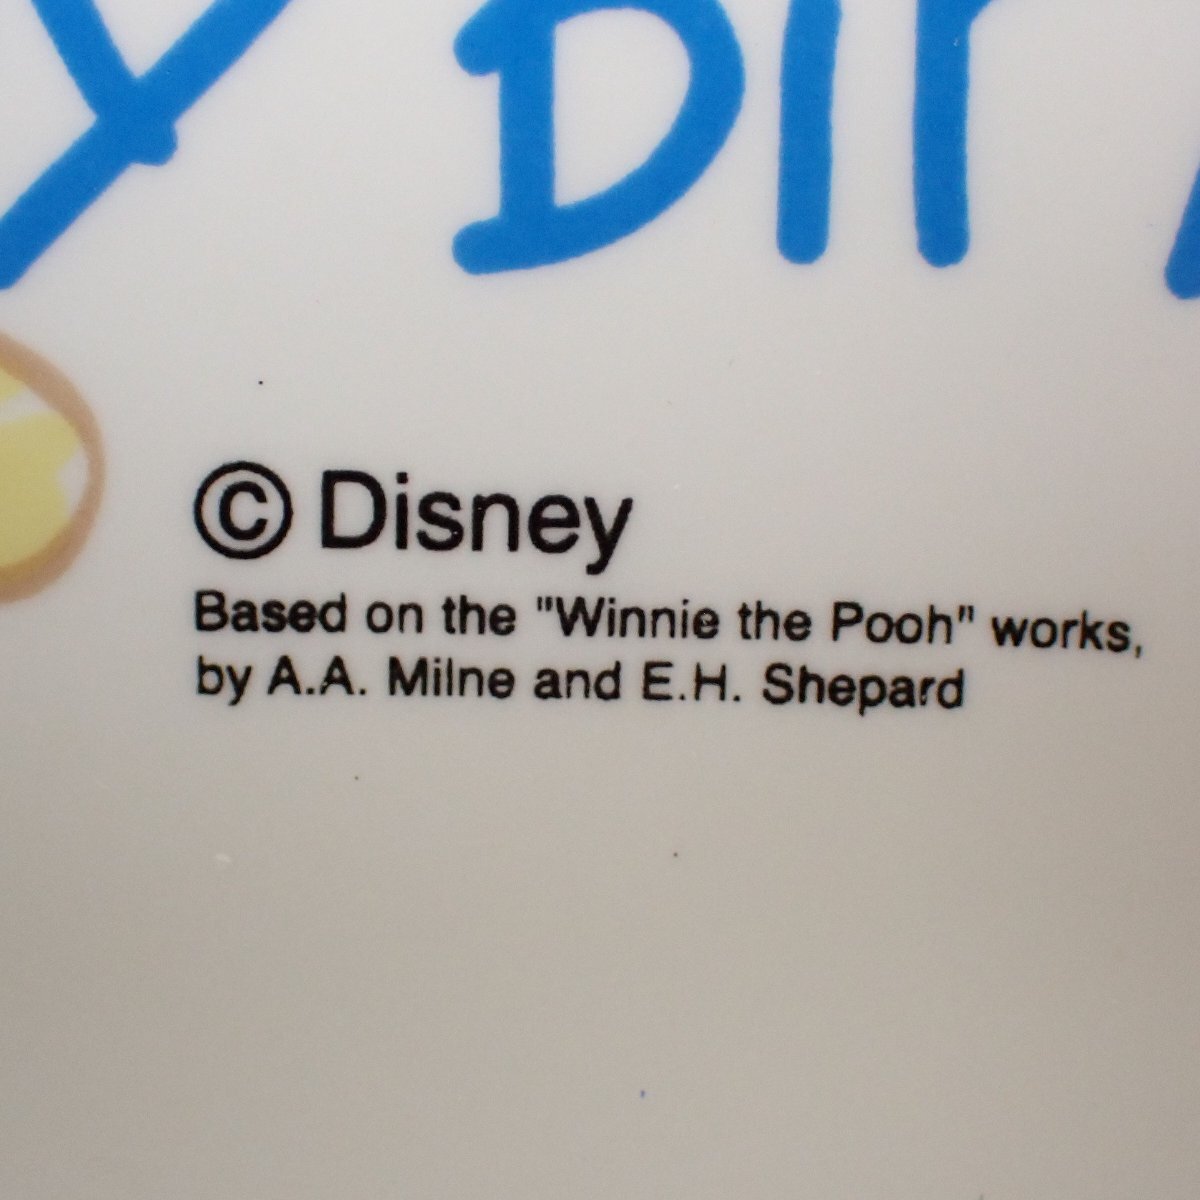 © Disney
Based on the "Winnie the Pooh" works,
by A.A. Milne and E.H. Shepard